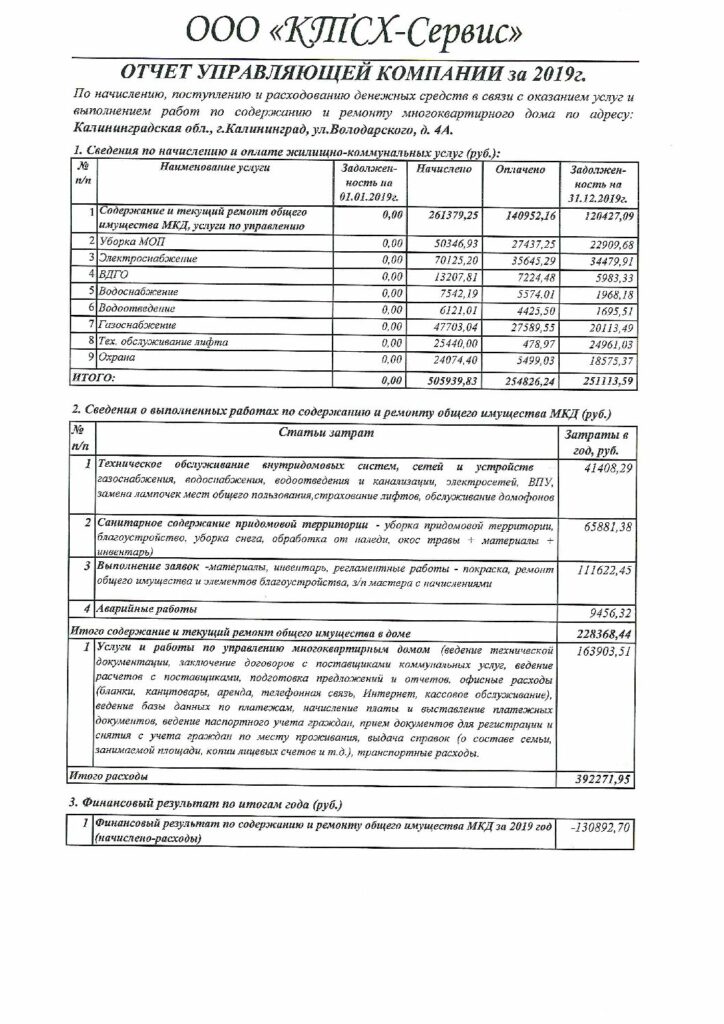 ООО «КТСХ-Сервис»
ОТЧЕТ УПРАВЛЯЮЩЕЙ КОМПАНИИ за 2019г.
По начислению, поступлению и расходованию денежных средств в связи с оказанием услуг и
выполнением работ по содержанию и ремонту многоквартирного дома по адресу:
Калининградская обл., г.Калининград, ул.Володарского, д. 4А.
1. Сведения по начислению и оплате жилищно-коммунальных услуг (руб.):
№ п/п Наименование услуги Задолжен-ность на 01.01.2019г. Начислено Оплачено Задолжен-ность на 31.12.2019г.
1 Содержание и текущий ремонт общего имущества МКД, услуги по управлению 0,00 261379,25 140952,16 120427,09
2 Уборка МОП 0,00 50346,93 27437,25 22909,68
3 Электроснабжение 0,00 70125,20 35645,29 34479,91
4 ВДГО 0,00 13207,81 7224,48 5983,33
5 Водоснабжение 0,00 7542,19 5574.01 1968,18
6 Водоотведение 0,00 6121,01 4425,50 1695,51
7 Газоснабжение 0,00 47703,04 27589,55 20113,49
8 Тех. обслуживание лифта 0,00 25440,00 478,97 24961,03
9 Охрана 0,00 24074,40 5499,03 18575,37
ИТОГО: 0,00 505939,83 254826,24 251113,59
2. Сведения о выполненных работах по содержанию и ремонту общего имущества МКД (руб.)
№ п/п Статьи затрат Затраты в год, руб.
1 Техническое обслуживание внутридомовых систем, сетей и устройств 41408,29
газоснабжения, водоснабжения, водоотведения и канализации, электросетей, ВПУ,
замена лампочек мест общего пользования,страхование лифтов, обслуживание домофонов
2 Санитарное содержание придомовой территории - уборка придомовой территории, 65881,38
благоустройство, уборка снега, обработка от наледи, окос травы + материалы +
инвентарь)
3 Выполнение заявок -материалы, инвентарь, регламентные работы - покраска, ремонт 111622,45
общего имущества и элементов благоустройства, з/п мастера с начислениями
4 Аварийные работы 9456,32
Итого содержание и текущий ремонт общего имущества в доме 228368,44
1 Услуги и работы по управлению многоквартирным домом (ведение технической 163903,51
документации, заключение договоров с поставщиками коммунальных услуг, ведение
расчетов с поставщиками, подготовка предложений и отчетов, офисные расходы
(бланки, канцтовары, аренда, телефонная связь, Интернет, кассовое обслуживание),
ведение базы данных по платежам, начисление платы и выставление платежных
документов, ведение паспортного учета граждан, прием документов для регистрации и
снятия с учета граждан по месту проживания, выдача справок (о составе семьи,
занимаемой площади, копии лицевых счетов и т.д.), транспортные расходы.
Итого расходы 392271,95
3. Финансовый результат по итогам года (руб.)
1 Финансовый результат по содержанию и ремонту общего имущества МКД за 2019 год -130892,70
(начислено-расходы)